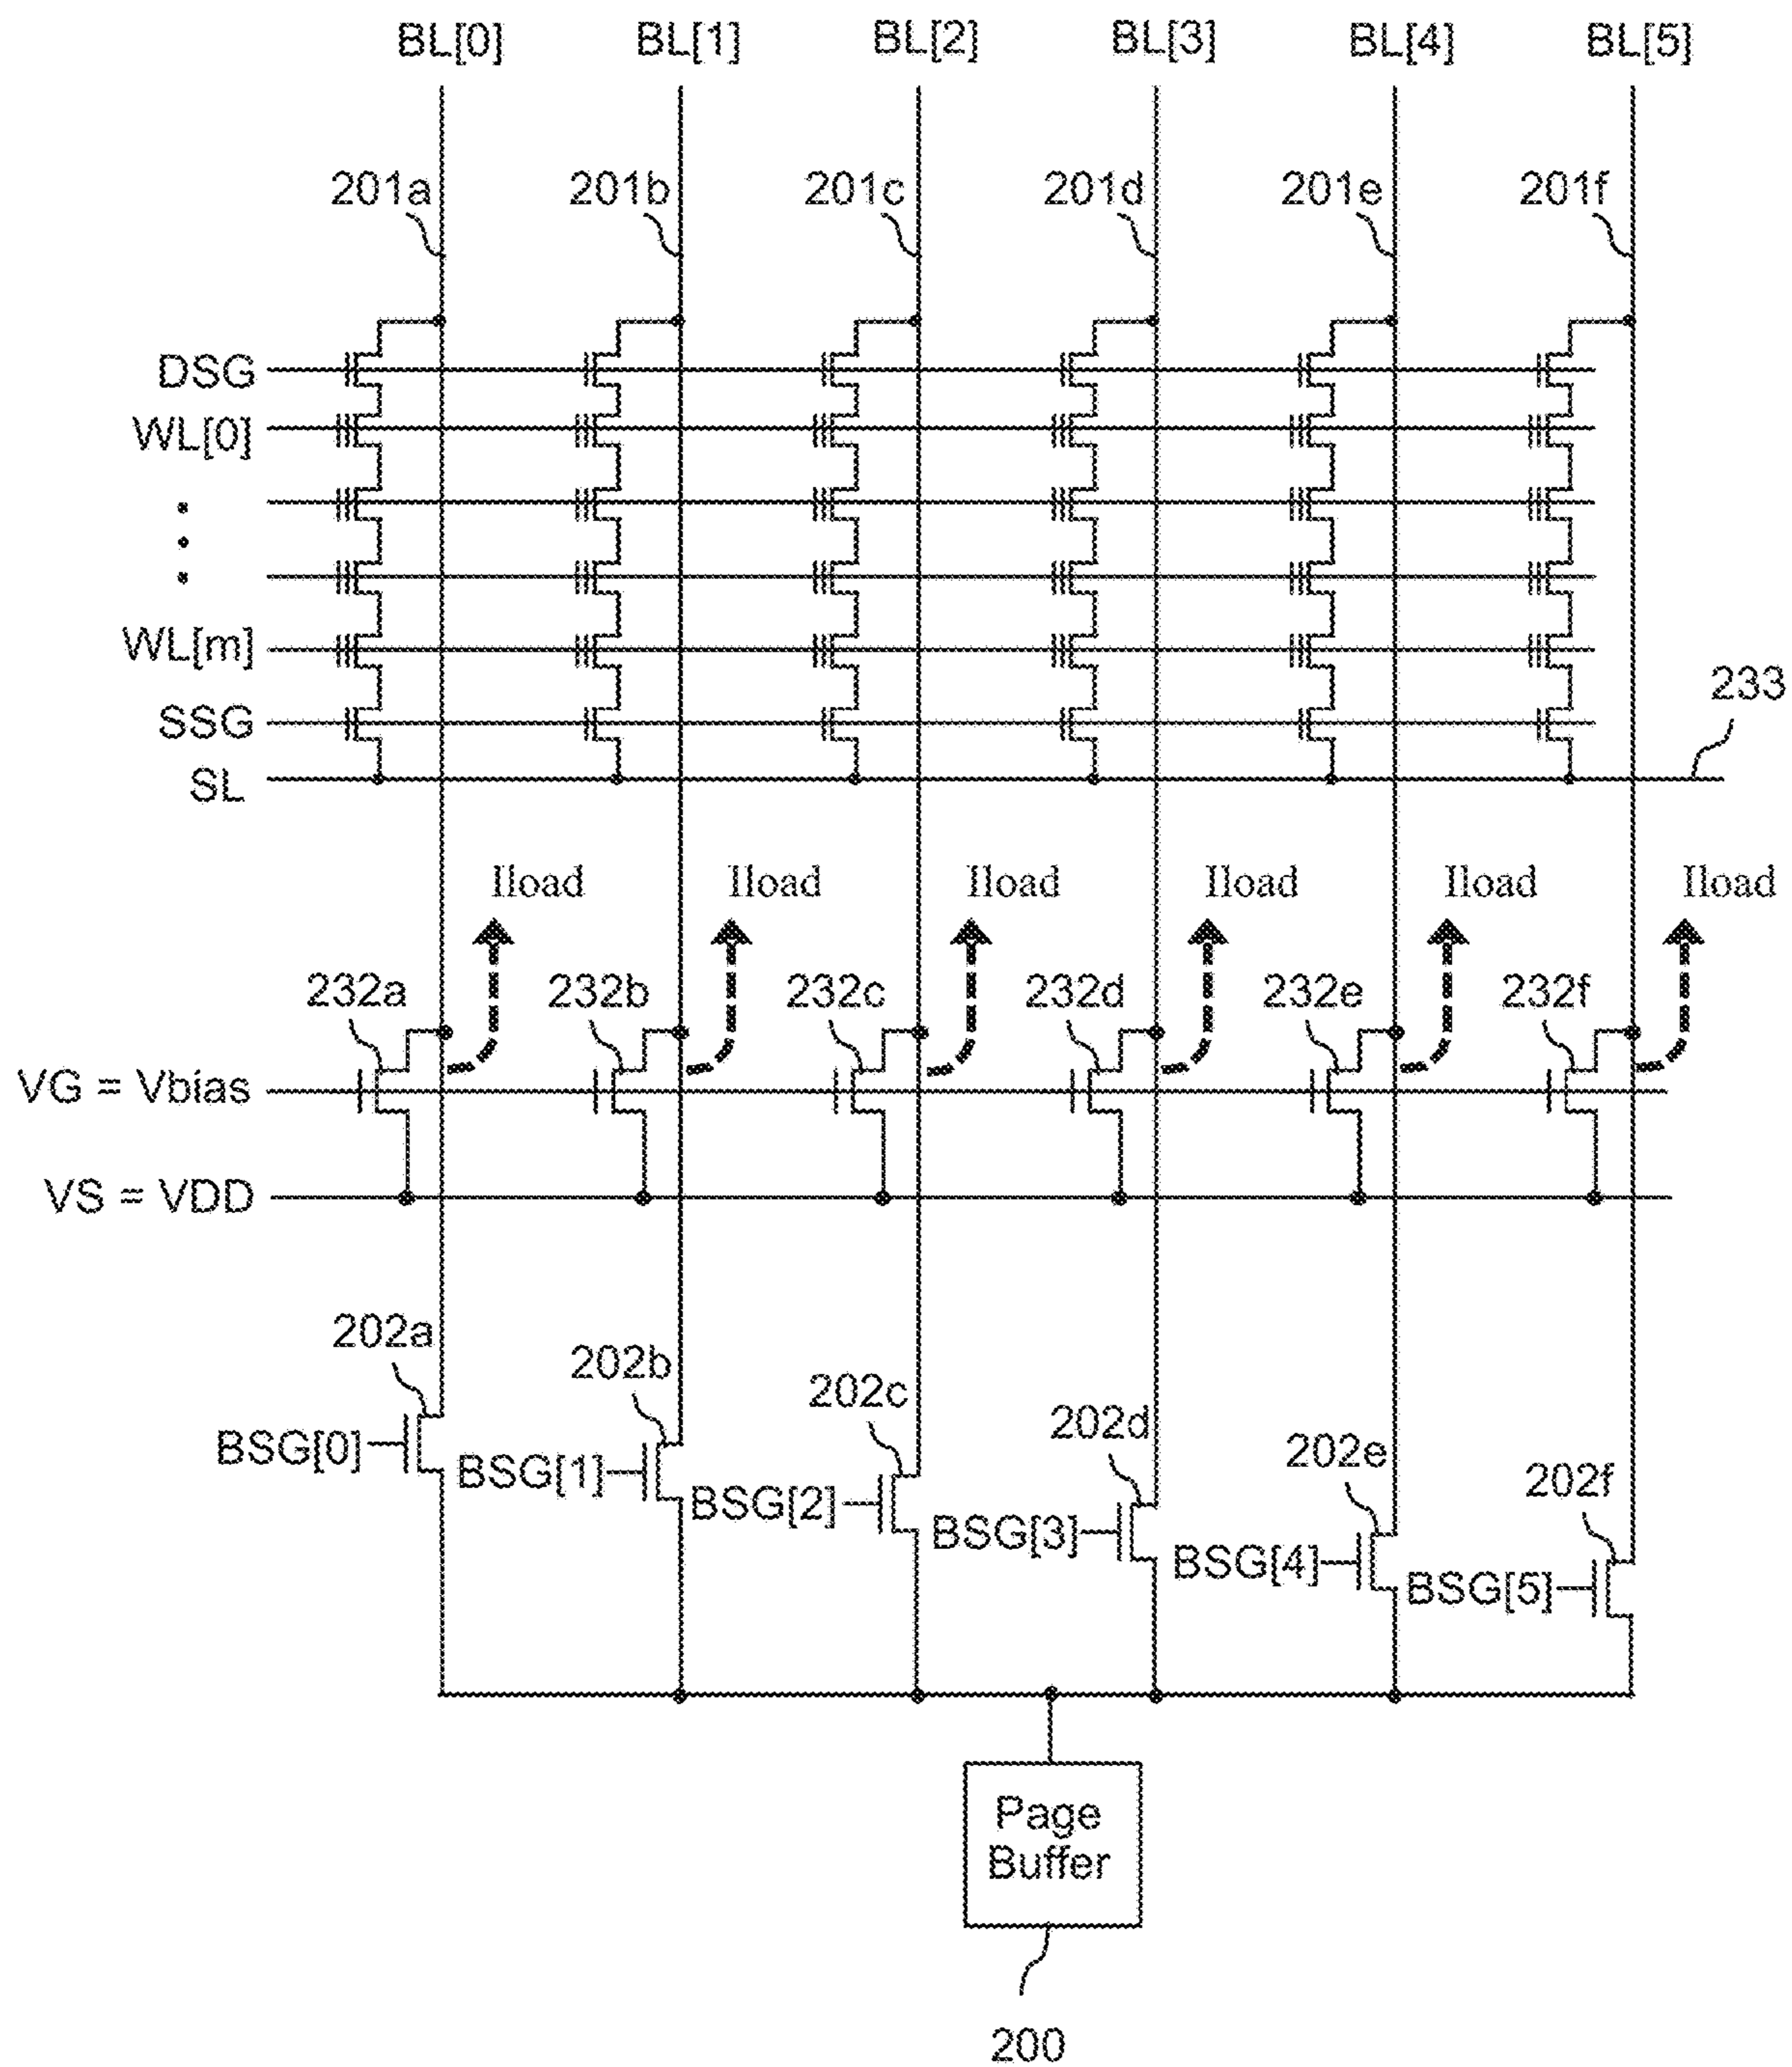 BL[0] BL[1] BL[2] BL[3] BL[4] BL[5]
201a 201b 201c 201d 201e 201f
DSG
WL[0]
WL[m]
SSG
233
SL
Iload Iload Iload Iload Iload Iload
232a 232b 232c 232d 232e 232f
VG = Vbias
VS = VDD
202a 202b 202c 202d 202e 202f
BSG[0] BSG[1] BSG[2] BSG[3] BSG[4] BSG[5]
Page
Buffer
200